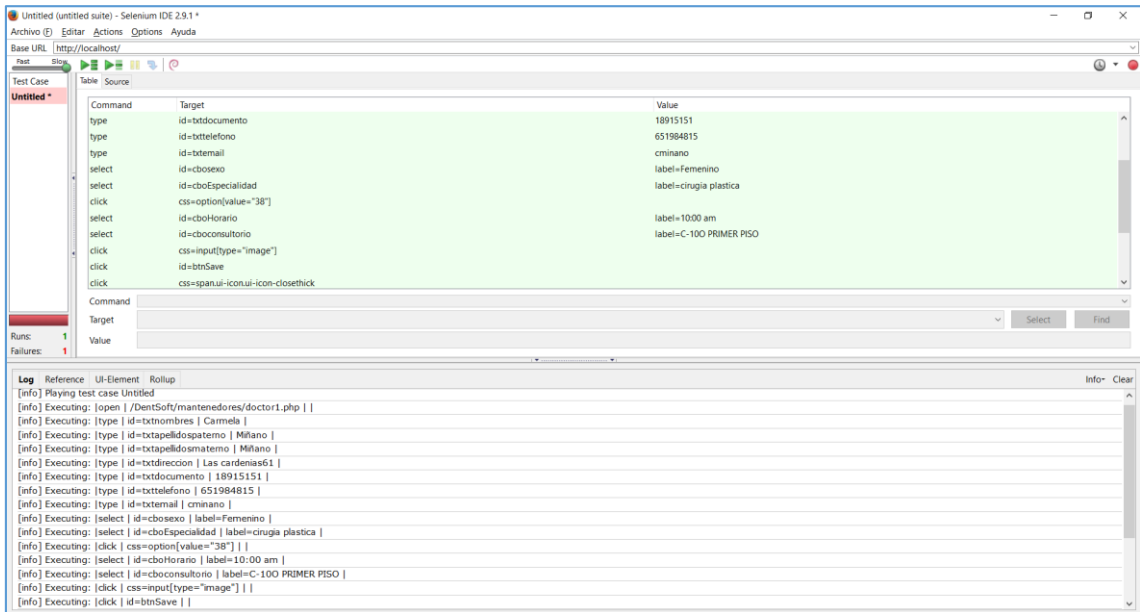 Untitled (untitled suite) - Selenium IDE 2.9.1 *
Archivo (F) Editar Actions Options Ayuda
Base URL http://localhost/
Fast Slow
Test Case Table Source
Untitled *
Command Target Value
type id=txtdocumento 18915151
type id=txttelefono 651984815
type id=txtemail cminano
select id=cbosexo label=Femenino
select id=cboEspecialidad label=cirugia plastica
click css=option[value="38"]
select id=cboHorario label=10:00 am
select id=cboconsultorio label=C-10O PRIMER PISO
click css=input[type="image"]
click id=btnSave
click css=span.ui-icon.ui-icon-closethick
Command
Target Select Find
Value
Runs: 1
Failures: 1
Log Reference UI-Element Rollup Info Clear
[info] Playing test case Untitled
[info] Executing: |open | /DentSoft/mantenedores/doctor1.php | |
[info] Executing: |type | id=txtnombres | Carmela |
[info] Executing: |type | id=txtapellidospaterno | Miñano |
[info] Executing: |type | id=txtapellidosmaterno | Miñano |
[info] Executing: |type | id=txtdireccion | Las cardenias61 |
[info] Executing: |type | id=txtdocumento | 18915151 |
[info] Executing: |type | id=txttelefono | 651984815 |
[info] Executing: |type | id=txtemail | cminano |
[info] Executing: |select | id=cbosexo | label=Femenino |
[info] Executing: |select | id=cboEspecialidad | label=cirugia plastica |
[info] Executing: |click | css=option[value="38"] | |
[info] Executing: |select | id=cboHorario | label=10:00 am |
[info] Executing: |select | id=cboconsultorio | label=C-10O PRIMER PISO |
[info] Executing: |click | css=input[type="image"] | |
[info] Executing: |click | id=btnSave | |